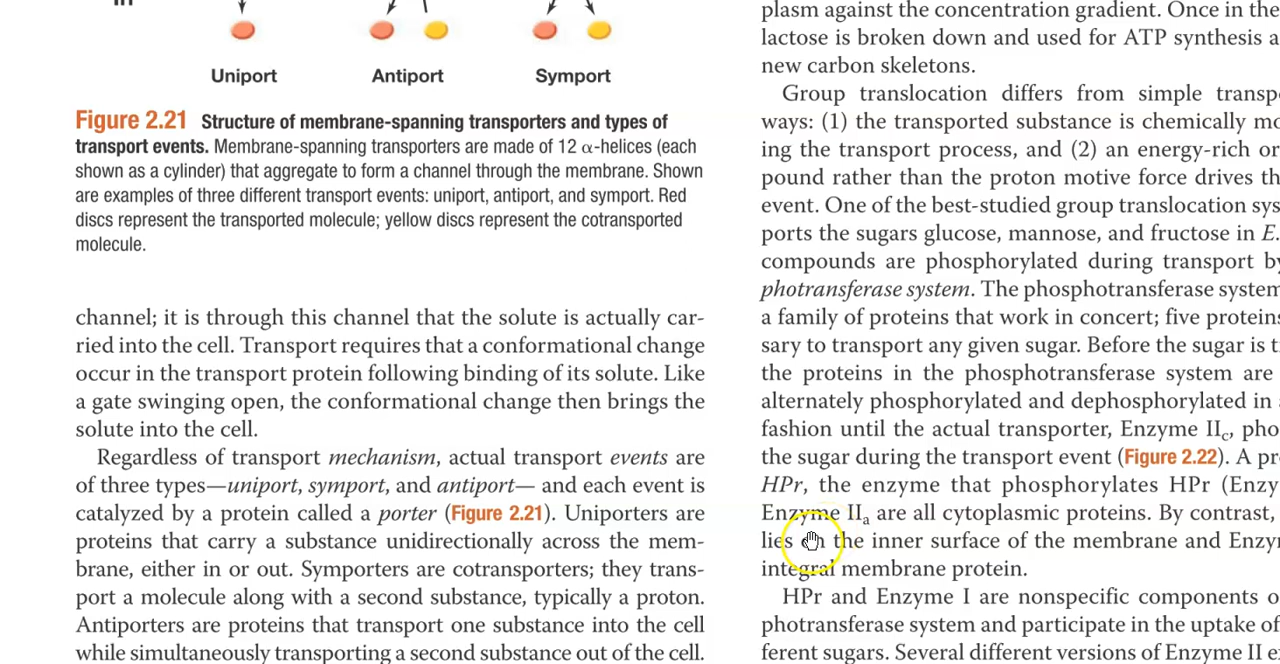 In
Uniport Antiport Symport
Figure 2.21 Structure of membrane-spanning transporters and types of
transport events. Membrane-spanning transporters are made of 12 α-helices (each
shown as a cylinder) that aggregate to form a channel through the membrane. Shown
are examples of three different transport events: uniport, antiport, and symport. Red
discs represent the transported molecule; yellow discs represent the cotransported
molecule.
channel; it is through this channel that the solute is actually car-
ried into the cell. Transport requires that a conformational change
occur in the transport protein following binding of its solute. Like
a gate swinging open, the conformational change then brings the
solute into the cell.
Regardless of transport mechanism, actual transport events are
of three types—uniport, symport, and antiport— and each event is
catalyzed by a protein called a porter (Figure 2.21). Uniporters are
proteins that carry a substance unidirectionally across the mem-
brane, either in or out. Symporters are cotransporters; they trans-
port a molecule along with a second substance, typically a proton.
Antiporters are proteins that transport one substance into the cell
while simultaneously transporting a second substance out of the cell.
plasm against the concentration gradient. Once in the
lactose is broken down and used for ATP synthesis a
new carbon skeletons.
Group translocation differs from simple transp
ways: (1) the transported substance is chemically mo
ing the transport process, and (2) an energy-rich or
pound rather than the proton motive force drives th
event. One of the best-studied group translocation sys
ports the sugars glucose, mannose, and fructose in E.
compounds are phosphorylated during transport by
photransferase system. The phosphotransferase system
a family of proteins that work in concert; five proteins
sary to transport any given sugar. Before the sugar is t
the proteins in the phosphotransferase system are
alternately phosphorylated and dephosphorylated in a
fashion until the actual transporter, Enzyme IIc, pho
the sugar during the transport event (Figure 2.22). A pr
HPr, the enzyme that phosphorylates HPr (Enzy
Enzyme IIa are all cytoplasmic proteins. By contrast,
lies on the inner surface of the membrane and Enzy
integral membrane protein.
HPr and Enzyme I are nonspecific components o
photransferase system and participate in the uptake of
ferent sugars. Several different versions of Enzyme II e